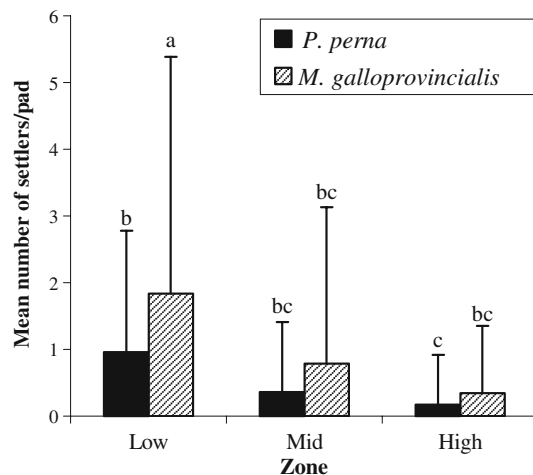 6
5
4
3
2
1
0
Mean number of settlers/pad
P. perna
M. galloprovincialis
a
b
bc
bc
c
bc
Low Mid High
Zone